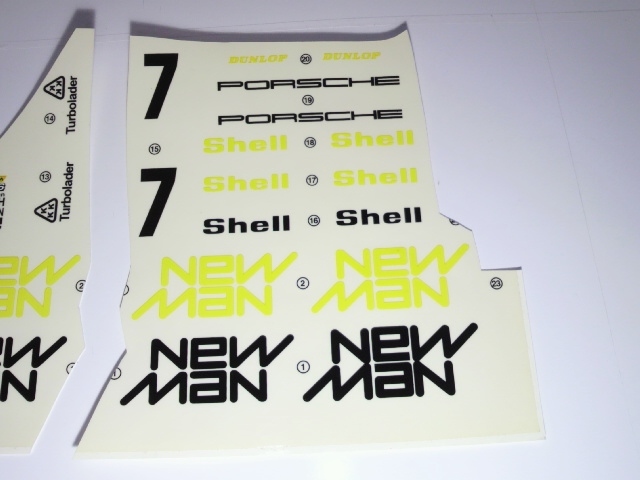 14
Turbolader
13
KKK
Turbolader
7
DUNLOP 20 DUNLOP
PORSCHE
19
PORSCHE
15
Shell 18 Shell
7
Shell 17 Shell
Shell 16 Shell
NEW MAN 2 NEW MAN
23
NEW MAN 1 NEW MAN